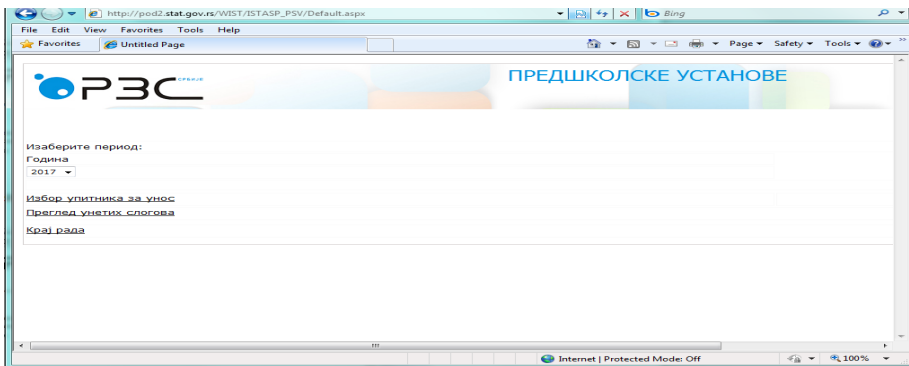 http://pod2.stat.gov.rs/WIST/ISTASP_PSV/Default.aspx
Bing
File Edit View Favorites Tools Help
Favorites
Untitled Page
Page
Safety
Tools
РЗС
СРБИЈЕ
ПРЕДШКОЛСКЕ УСТАНОВЕ
Изаберите период:
Година
2017
Избор упитника за унос
Преглед унетих слогова
Крај рада
Internet | Protected Mode: Off
100%